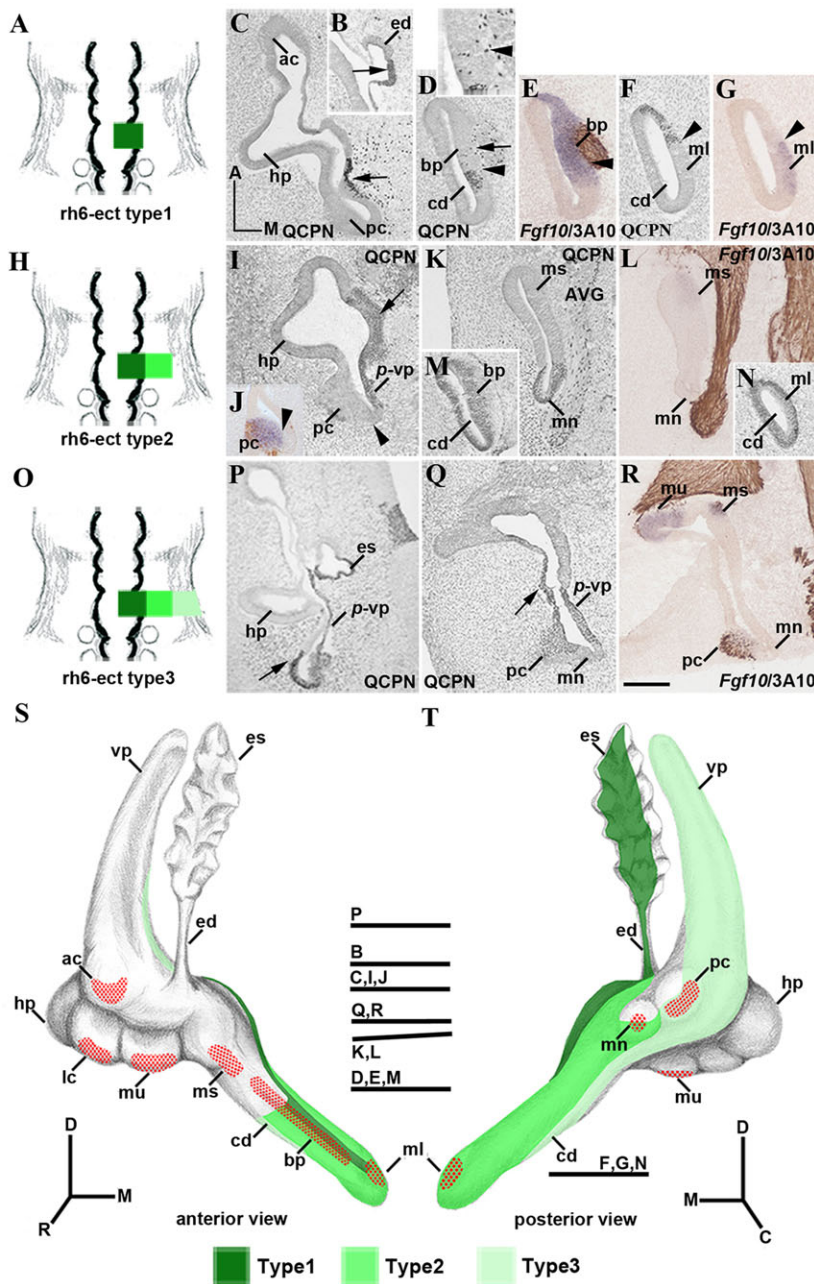 A
rh6-ect type1
C
ac
A
hp
M QCPN
pc
B
ed
D
bp
cd
QCPN
E
bp
Fgf10/3A10
F
ml
cd
QCPN
G
ml
Fgf10/3A10
H
rh6-ect type2
I
QCPN
hp
p-vp
pc
J
pc
K
QCPN
ms
AVG
mn
M
bp
cd
L
Fgf10/3A10
ms
mn
N
ml
cd
O
rh6-ect type3
P
es
p-vp
hp
QCPN
Q
p-vp
pc
mn
QCPN
R
mu
ms
mn
pc
Fgf10/3A10
S
vp
es
ed
ac
hp
lc
mu
ms
cd
bp
ml
D
M
R
anterior view
P
B
C,I,J
Q,R
K,L
D,E,M
F,G,N
T
es
vp
ed
pc
hp
mn
mu
cd
D
M
C
posterior view
Type1
Type2
Type3